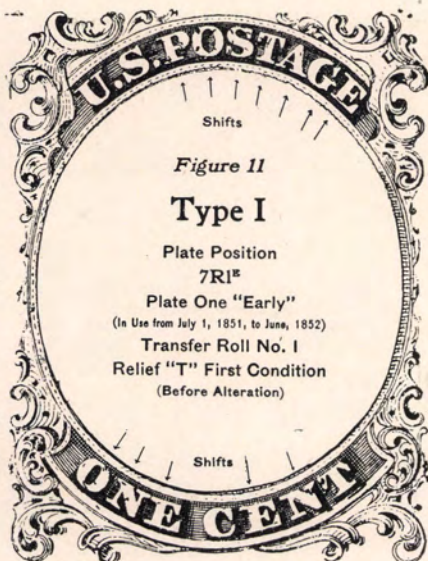 U.S. POSTAGE
Shifts
Figure 11
Type I
Plate Position
7R1ᴱ
Plate One "Early"
(In Use from July 1, 1851, to June, 1852)
Transfer Roll No. 1
Relief "T" First Condition
(Before Alteration)
Shifts
ONE CENT